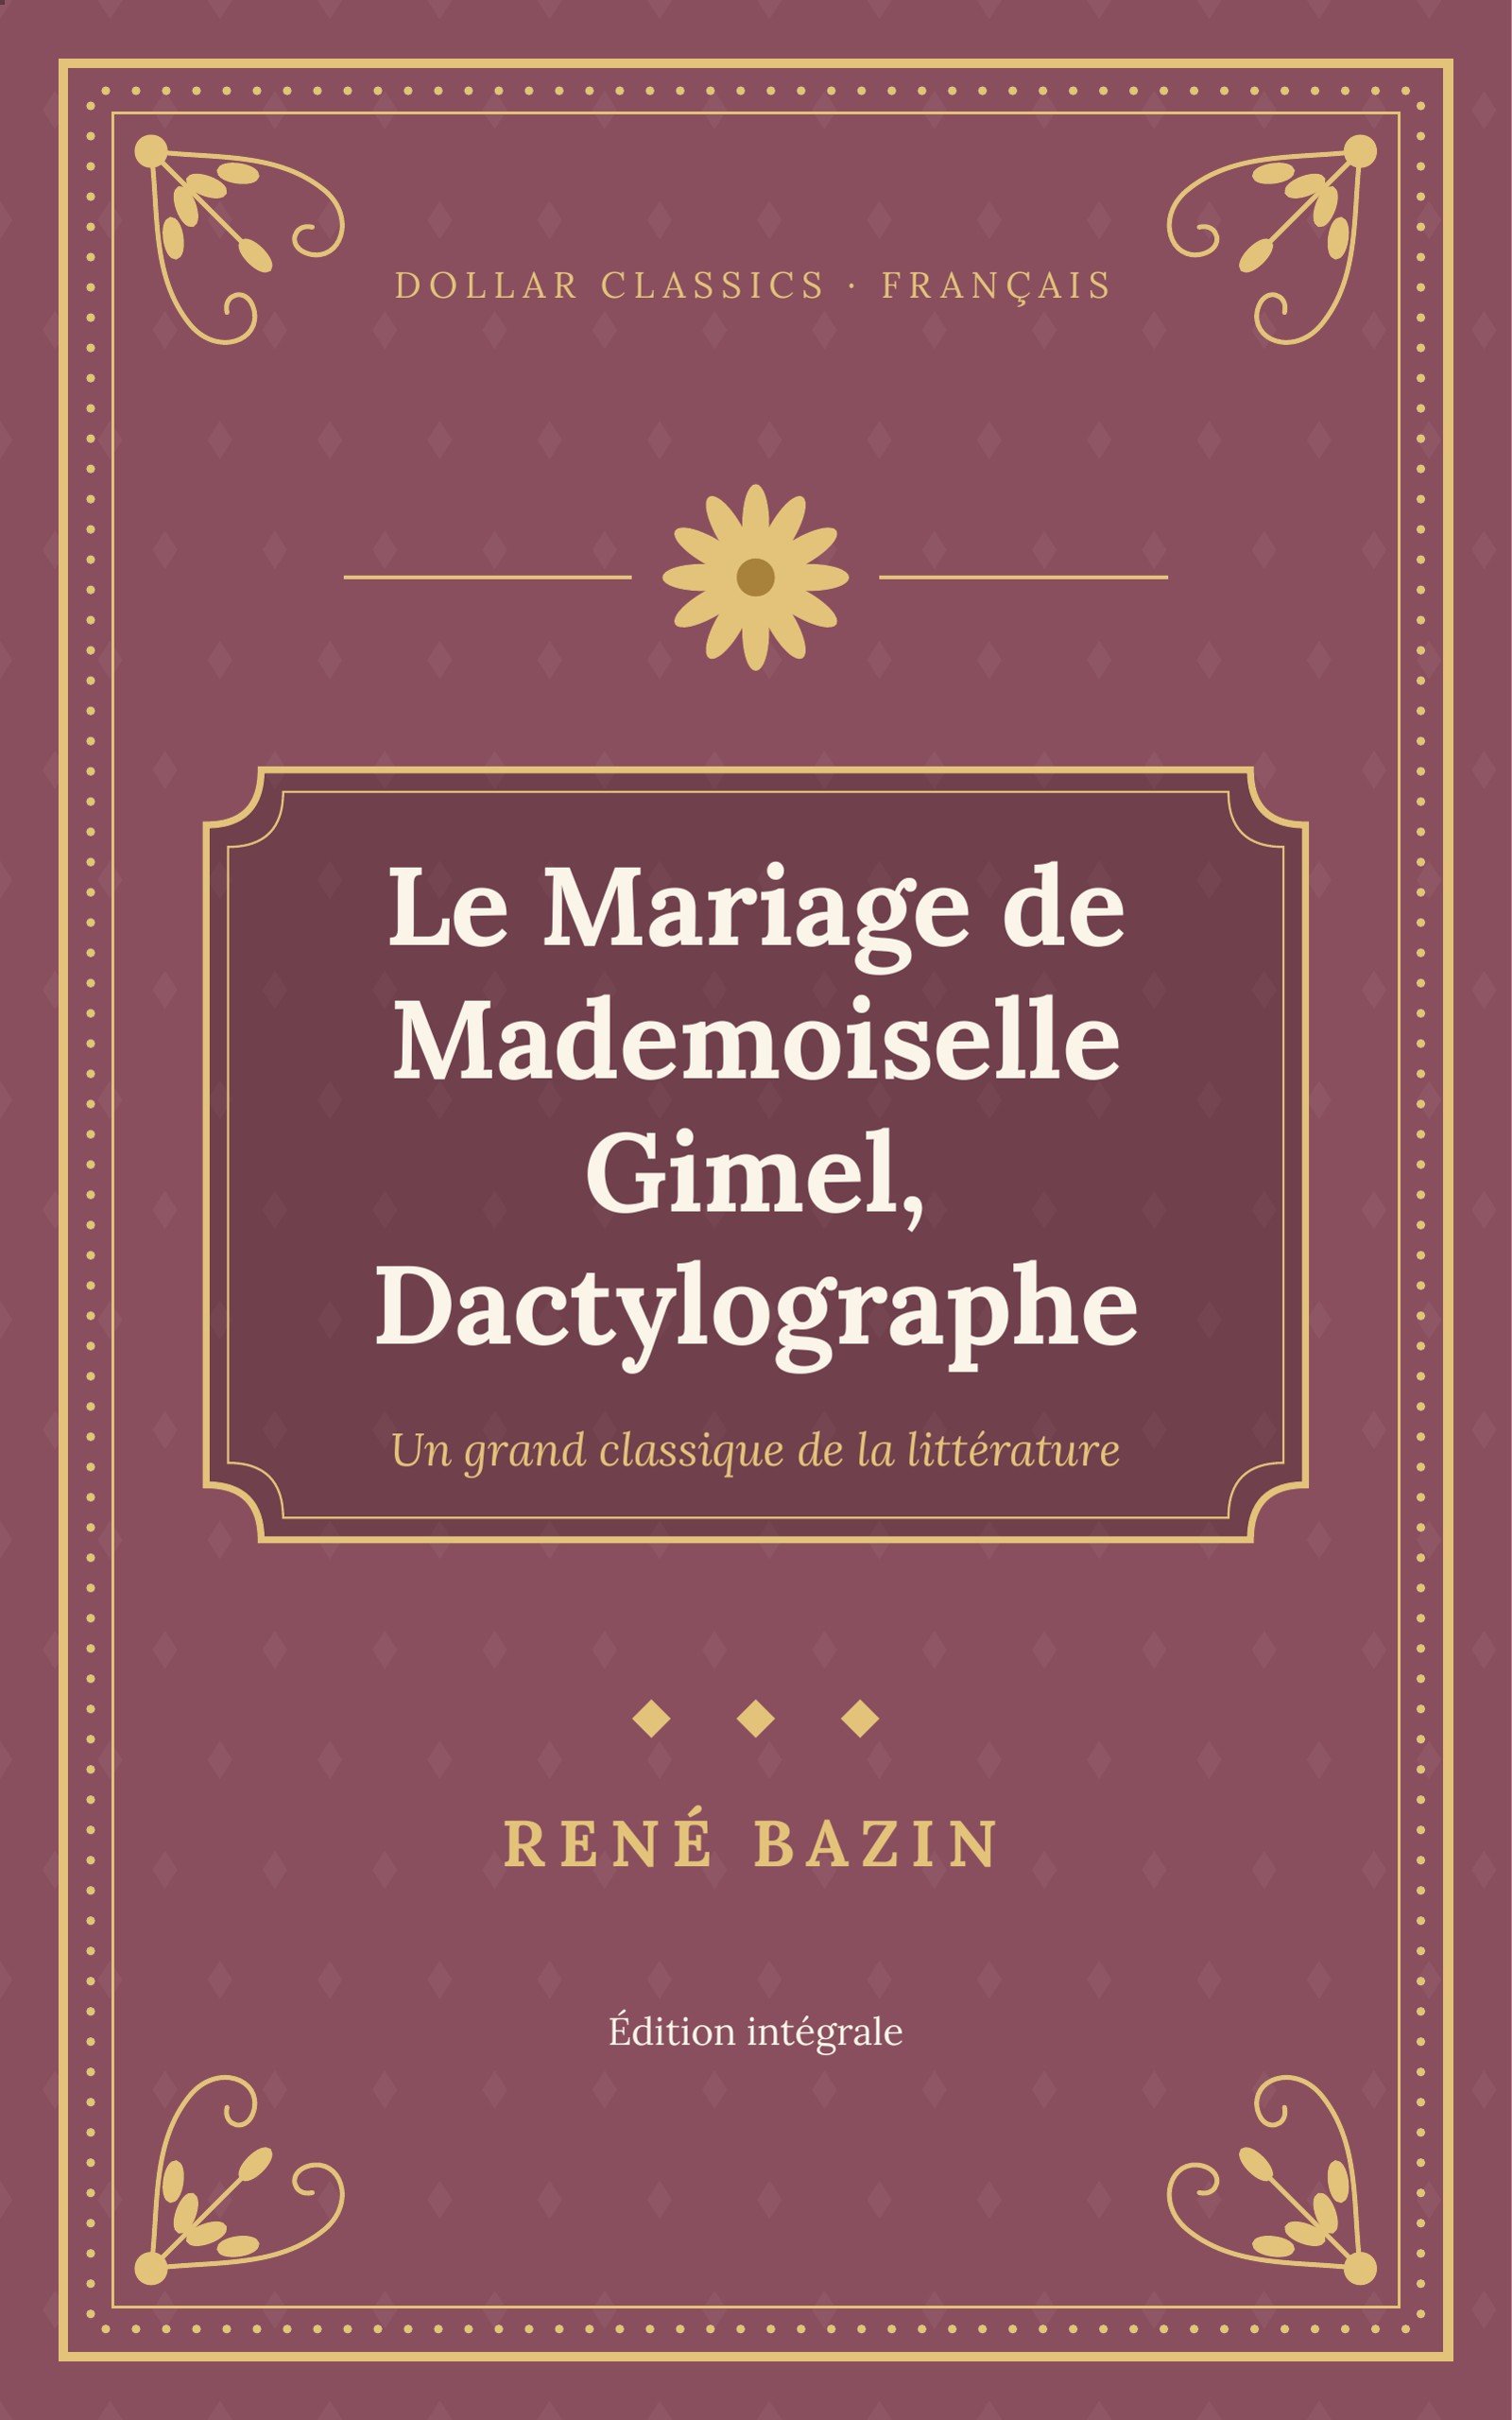 DOLLAR CLASSICS · FRANÇAIS
Le Mariage de
Mademoiselle
Gimel,
Dactylographe
Un grand classique de la littérature
RENÉ BAZIN
Édition intégrale